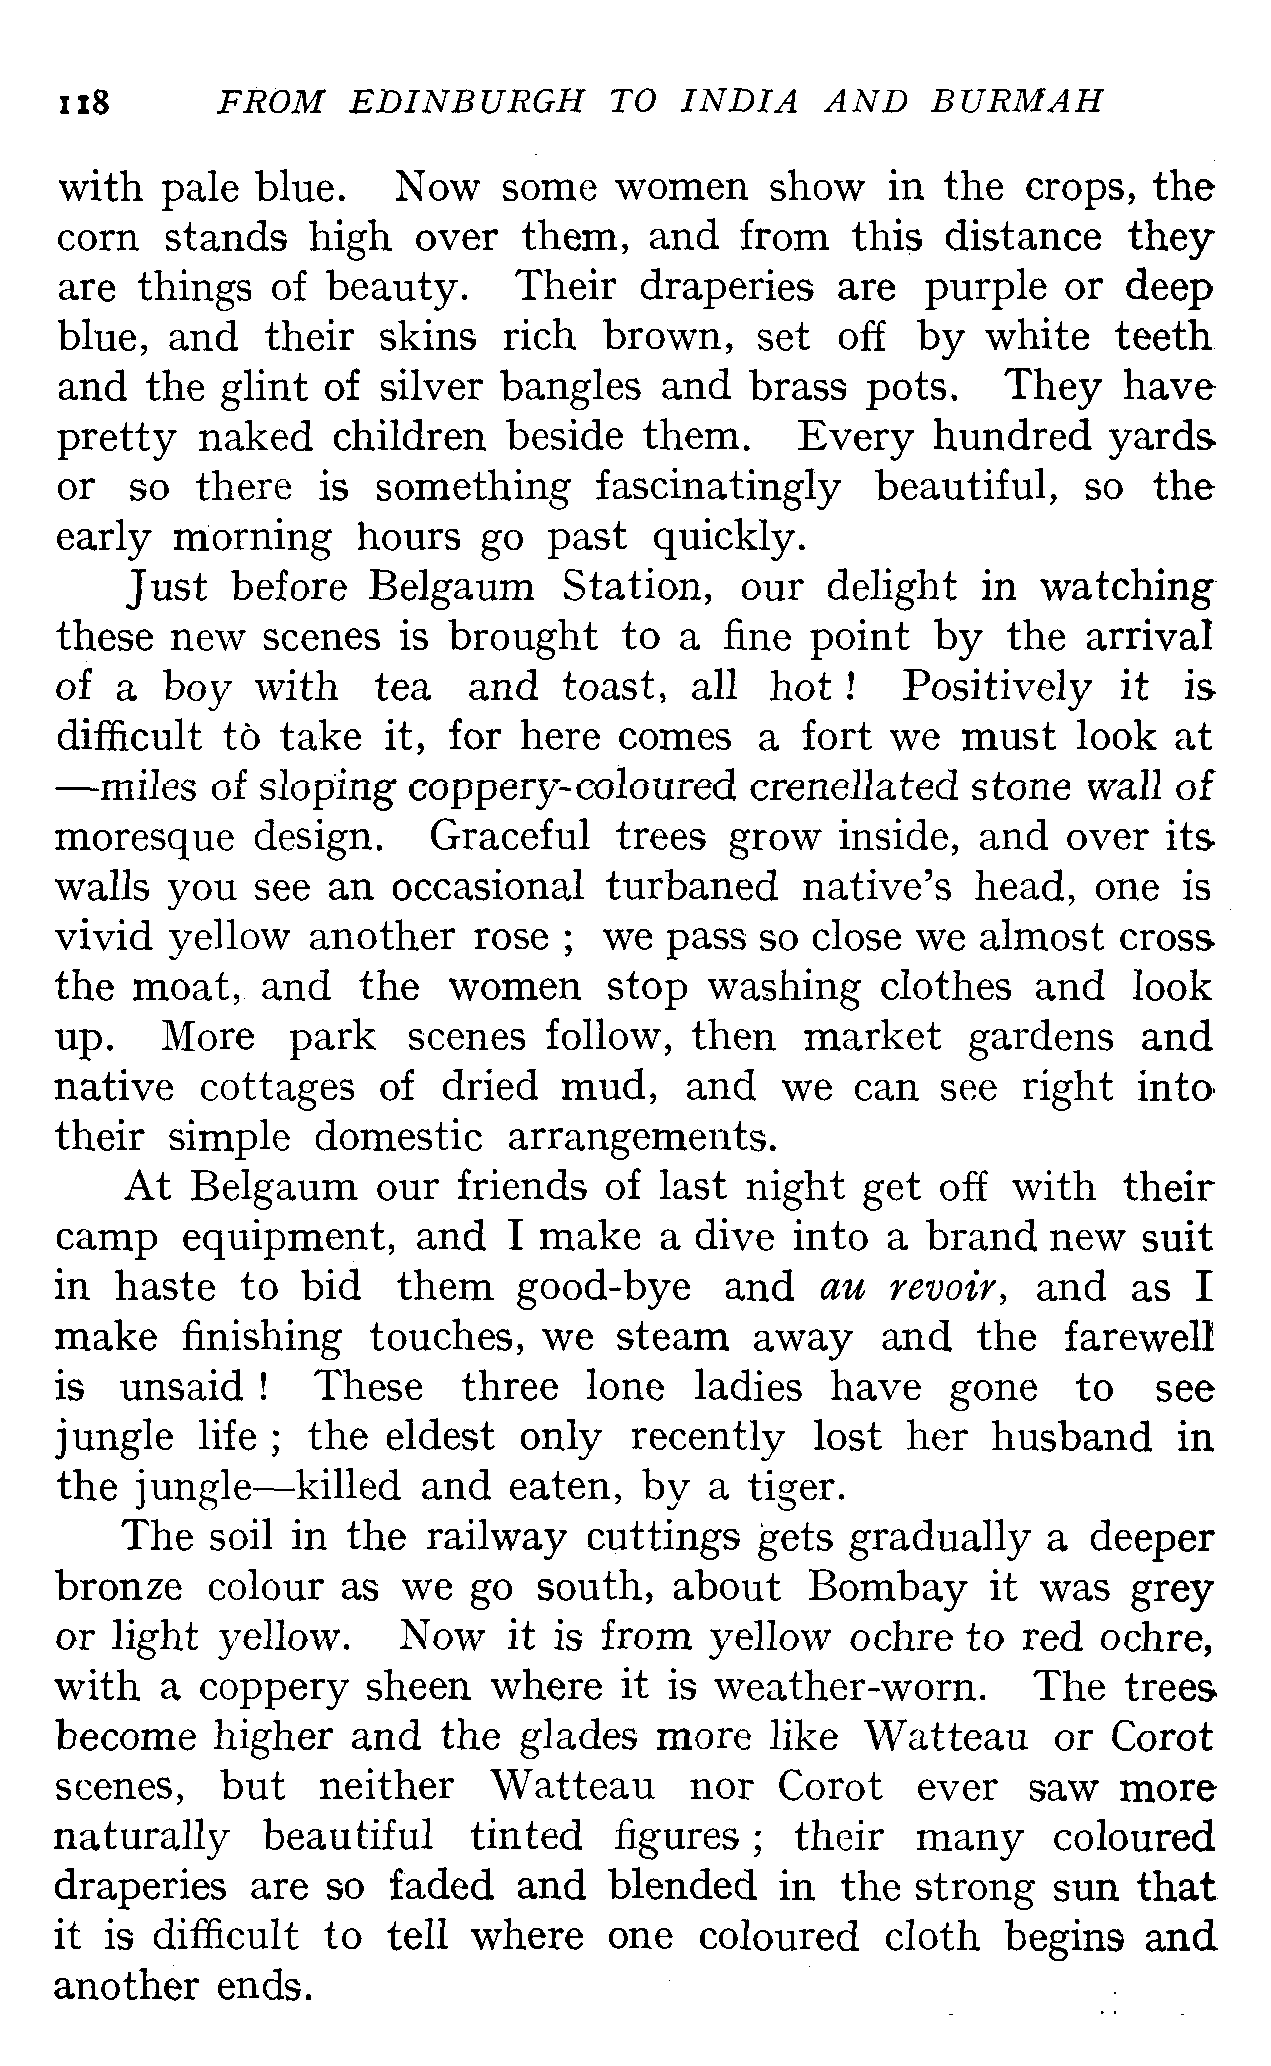 118 FROM EDINBURGH TO INDIA AND BURMAH
with pale blue. Now some women show in the crops, the
corn stands high over them, and from this distance they
are things of beauty. Their draperies are purple or deep
blue, and their skins rich brown, set off by white teeth
and the glint of silver bangles and brass pots. They have
pretty naked children beside them. Every hundred yards
or so there is something fascinatingly beautiful, so the
early morning hours go past quickly.
Just before Belgaum Station, our delight in watching
these new scenes is brought to a fine point by the arrival
of a boy with tea and toast, all hot ! Positively it is
difficult to take it, for here comes a fort we must look at
—miles of sloping coppery-coloured crenellated stone wall of
moresque design. Graceful trees grow inside, and over its
walls you see an occasional turbaned native's head, one is
vivid yellow another rose ; we pass so close we almost cross
the moat, and the women stop washing clothes and look
up. More park scenes follow, then market gardens and
native cottages of dried mud, and we can see right into
their simple domestic arrangements.
At Belgaum our friends of last night get off with their
camp equipment, and I make a dive into a brand new suit
in haste to bid them good-bye and au revoir, and as I
make finishing touches, we steam away and the farewell
is unsaid ! These three lone ladies have gone to see
jungle life ; the eldest only recently lost her husband in
the jungle—killed and eaten, by a tiger.
The soil in the railway cuttings gets gradually a deeper
bronze colour as we go south, about Bombay it was grey
or light yellow. Now it is from yellow ochre to red ochre,
with a coppery sheen where it is weather-worn. The trees
become higher and the glades more like Watteau or Corot
scenes, but neither Watteau nor Corot ever saw more
naturally beautiful tinted figures ; their many coloured
draperies are so faded and blended in the strong sun that
it is difficult to tell where one coloured cloth begins and
another ends.